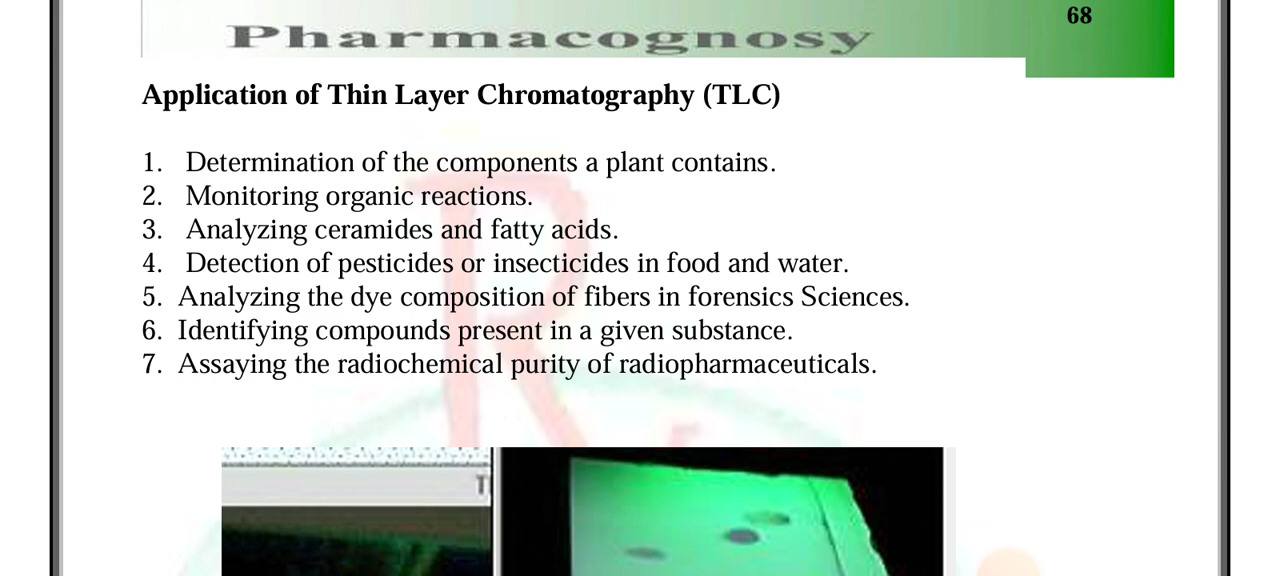 Pharmacognosy
68
Application of Thin Layer Chromatography (TLC)
1. Determination of the components a plant contains.
2. Monitoring organic reactions.
3. Analyzing ceramides and fatty acids.
4. Detection of pesticides or insecticides in food and water.
5. Analyzing the dye composition of fibers in forensics Sciences.
6. Identifying compounds present in a given substance.
7. Assaying the radiochemical purity of radiopharmaceuticals.